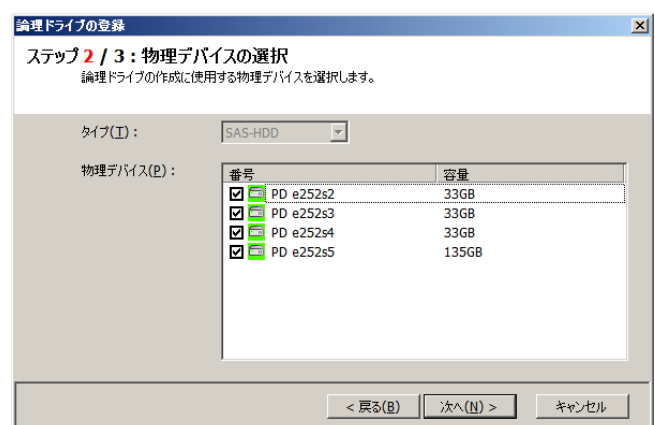 論理ドライブの登録
ステップ 2 / 3：物理デバイスの選択
論理ドライブの作成に使用する物理デバイスを選択します。
タイプ(T)： SAS-HDD
物理デバイス(P)： 番号 容量
PD e252s2 33GB
PD e252s3 33GB
PD e252s4 33GB
PD e252s5 135GB
< 戻る(B) 次へ(N) > キャンセル